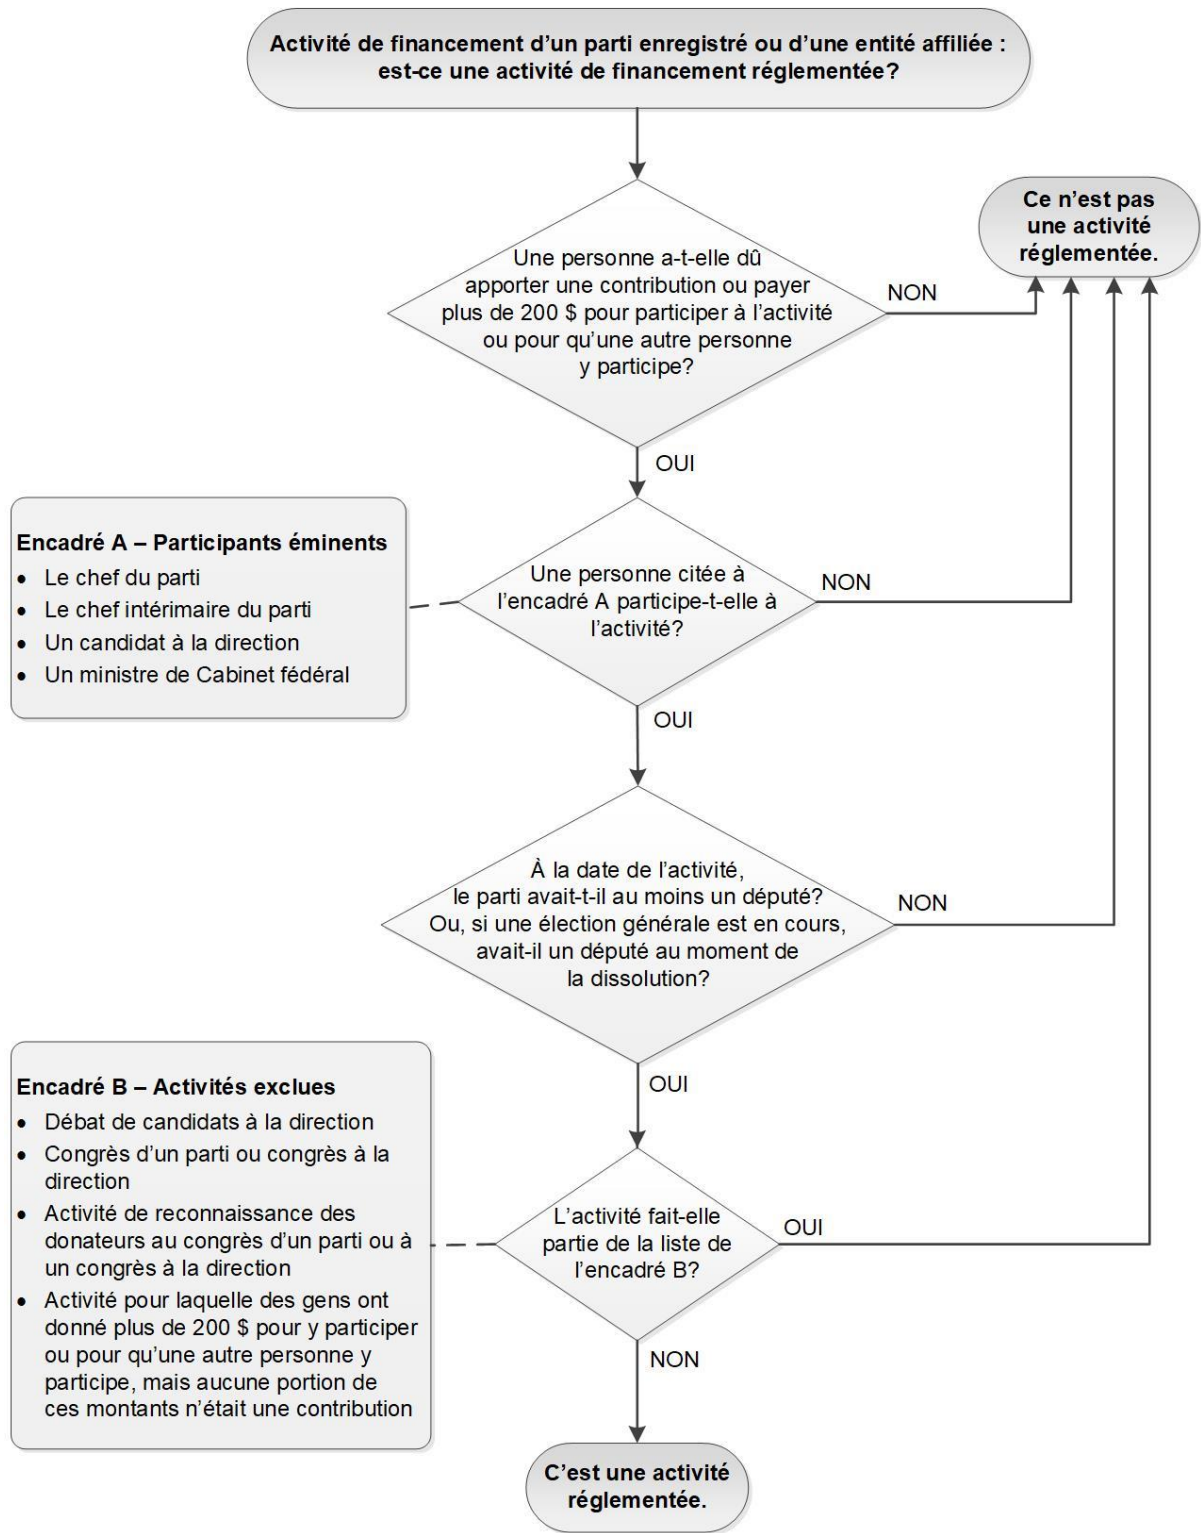 Activité de financement d’un parti enregistré ou d’une entité affiliée :
est-ce une activité de financement réglementée?
Ce n’est pas
une activité
réglementée.
Une personne a-t-elle dû
apporter une contribution ou payer
plus de 200 $ pour participer à l’activité
ou pour qu’une autre personne
y participe?
NON
OUI
Encadré A – Participants éminents
• Le chef du parti
• Le chef intérimaire du parti
• Un candidat à la direction
• Un ministre de Cabinet fédéral
Une personne citée à
l’encadré A participe-t-elle à
l’activité?
NON
OUI
À la date de l’activité,
le parti avait-t-il au moins un député?
Ou, si une élection générale est en cours,
avait-il un député au moment de
la dissolution?
NON
OUI
Encadré B – Activités exclues
• Débat de candidats à la direction
• Congrès d’un parti ou congrès à la
direction
• Activité de reconnaissance des
donateurs au congrès d’un parti ou à
un congrès à la direction
• Activité pour laquelle des gens ont
donné plus de 200 $ pour y participer
ou pour qu’une autre personne y
participe, mais aucune portion de
ces montants n’était une contribution
L’activité fait-elle
partie de la liste de
l’encadré B?
OUI
NON
C’est une activité
réglementée.